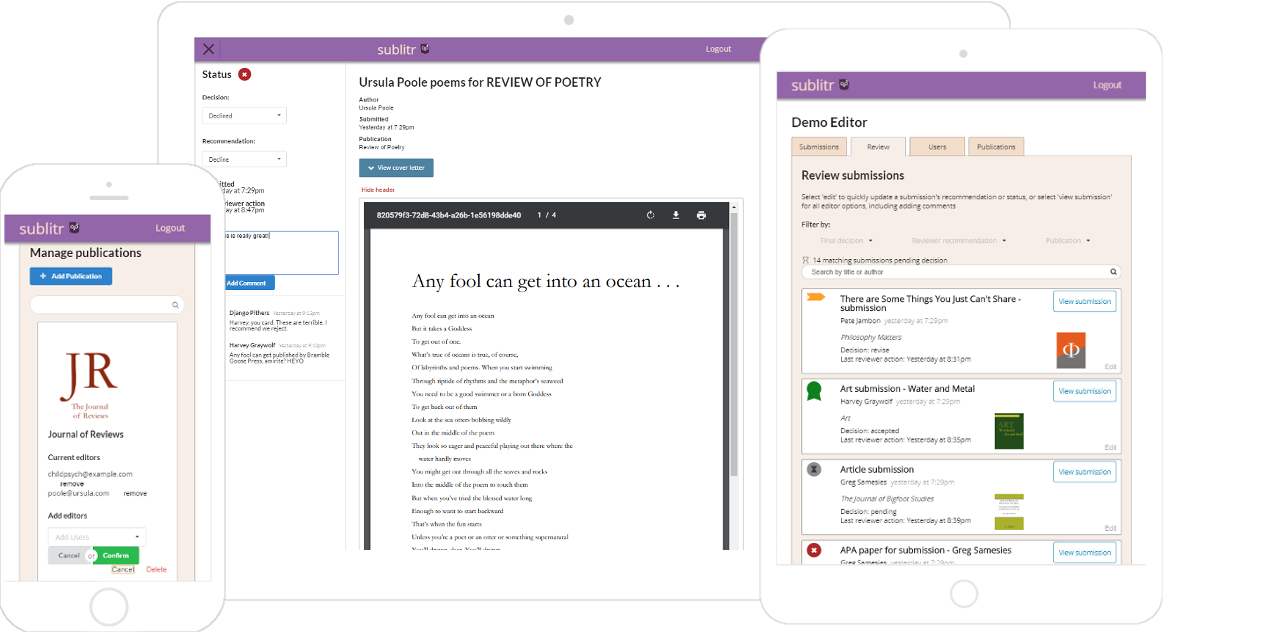 sublitr
Logout
Manage publications
+ Add Publication
JR
The Journal
of Reviews
Journal of Reviews
Current editors
childpsych@example.com
remove
poole@ursula.com remove
Add editors
Add Users
Cancel or Confirm
Cancel Delete
sublitr
Logout
Status
Decision:
Declined
Recommendation:
Decline
day at 7:29pm
action
day at 8:47pm
is really great!
Add Comment
Django Pithers Yesterday at 9:12pm
Harvey, you card. These are terrible. I
recommend we reject.
Harvey Graywolf Yesterday at 9:12pm
Any fool can get published by Bramble
Goose Press, amirite? HEYO
Ursula Poole poems for REVIEW OF POETRY
Author
Ursula Poole
Submitted
Yesterday at 7:29pm
Publication
Review of Poetry
View cover letter
Hide header
820579f3-72d8-43b4-a26b-1e56198dde40 1 / 4
Any fool can get into an ocean . . .
Any fool can get into an ocean
But it takes a Goddess
To get out of one.
What's true of oceans is true, of course,
Of labyrinths and poems. When you start swimming
Through riptide of rhythms and the metaphor's seaweed
You need to be a good swimmer or a born Goddess
To get back out of them
Look at the sea otters bobbing wildly
Out in the middle of the poem
They look so eager and peaceful playing out there where the
water hardly moves
You might get out through all the waves and rocks
Into the middle of the poem to touch them
But when you've tried the blessed water long
Enough to want to start backward
That's when the fun starts
Unless you're a poet or an otter or something supernatural
sublitr
Logout
Demo Editor
Submissions Review Users Publications
Review submissions
Select 'edit' to quickly update a submission's recommendation or status, or select 'view submission'
for all editor options, including adding comments
Filter by:
Final decision Reviewer recommendation Publication
14 matching submissions pending decision
Search by title or author
There are Some Things You Just Can't Share -
submission
View submission
Pete Jambon yesterday at 7:29pm
Philosophy Matters
Decision: revise
Last reviewer action: Yesterday at 8:31pm
Edit
Art submission - Water and Metal
View submission
Harvey Graywolf yesterday at 7:29pm
Art
Decision: accepted
Last reviewer action: Yesterday at 8:35pm
ART
Edit
Article submission
View submission
Greg Samesies yesterday at 7:29pm
The Journal of Bigfoot Studies
Decision: pending
Last reviewer action: Yesterday at 8:39pm
Edit
APA paper for submission - Greg Samesies
View submission
Greg Samesies yesterday at 7:29pm